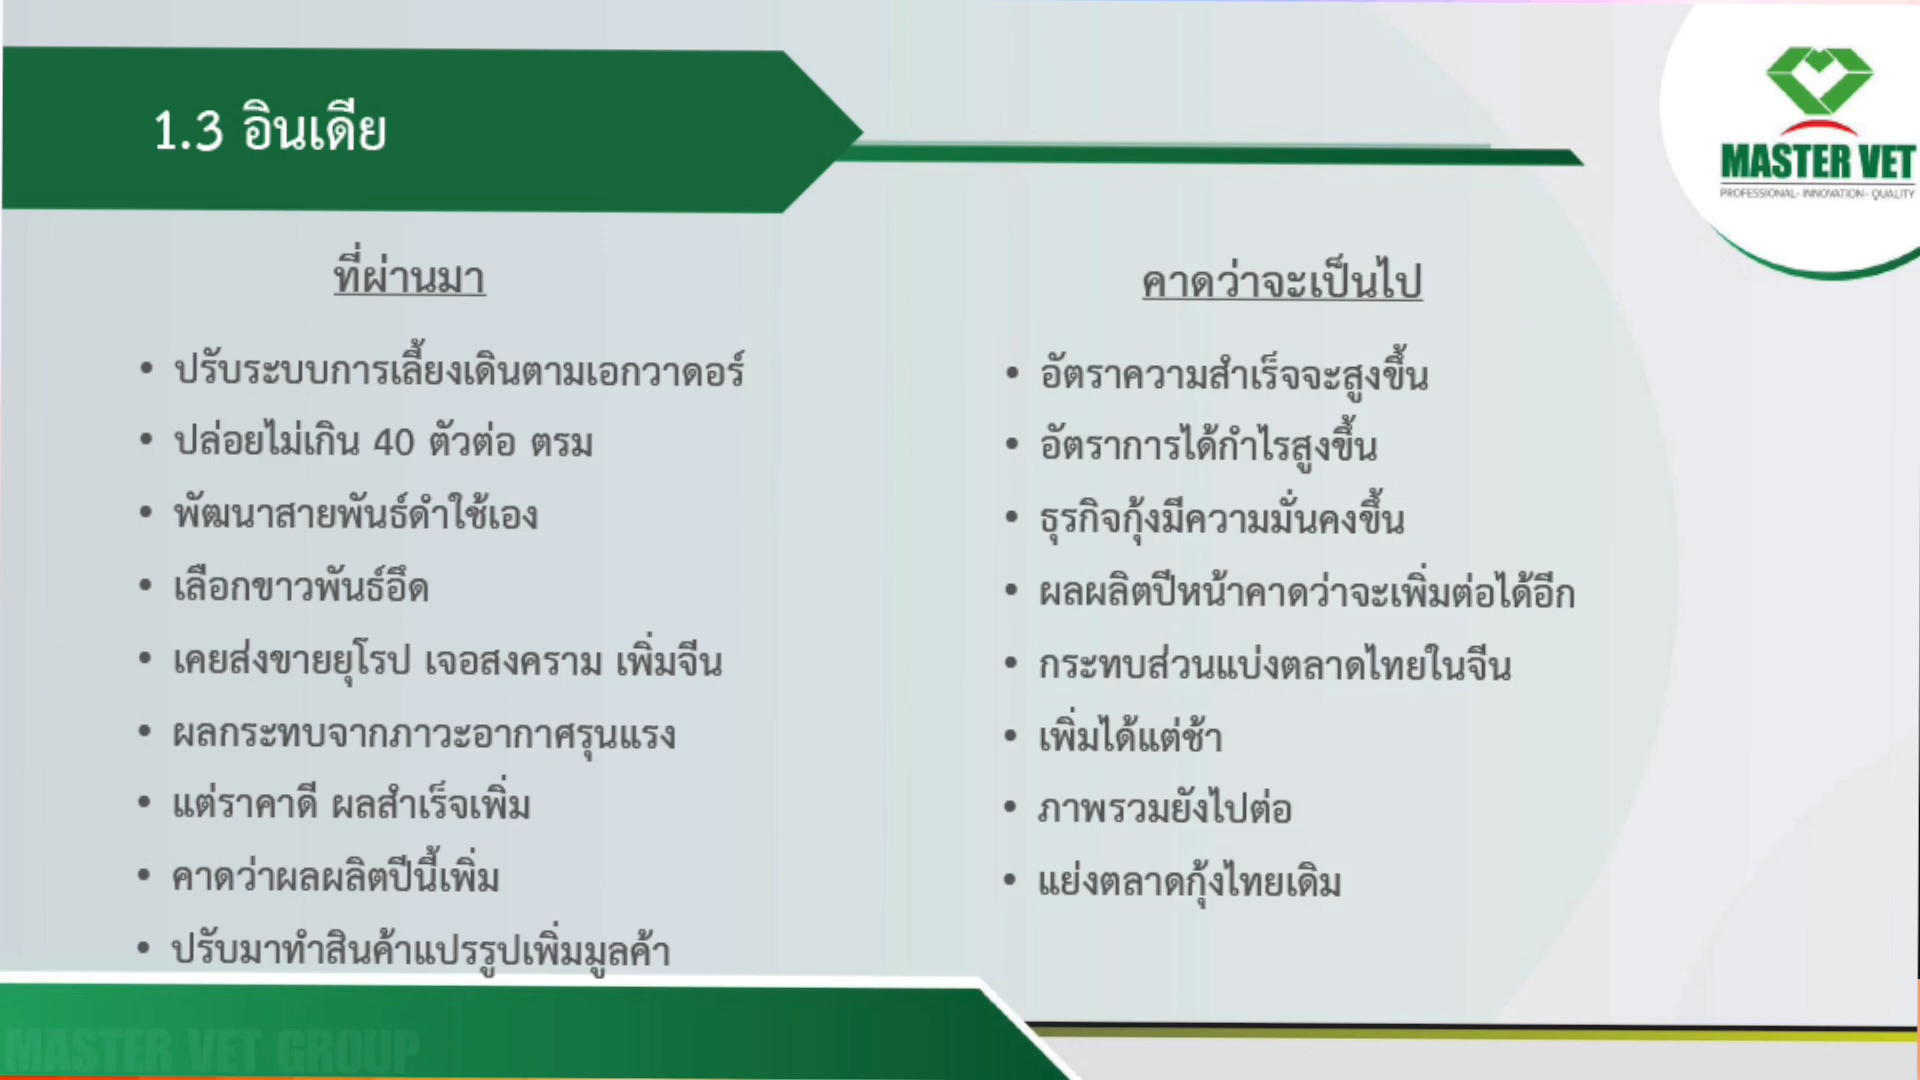 1.3 อินเดีย
MASTER VET
PROFESSIONAL- INNOVATION- QUALITY
ที่ผ่านมา
• ปรับระบบการเลี้ยงเดินตามเอกวาดอร์
• ปล่อยไม่เกิน 40 ตัวต่อ ตรม
• พัฒนาสายพันธ์ดำใช้เอง
• เลือกขาวพันธ์อึด
• เคยส่งขายยุโรป เจอสงคราม เพิ่มจีน
• ผลกระทบจากภาวะอากาศรุนแรง
• แต่ราคาดี ผลสำเร็จเพิ่ม
• คาดว่าผลผลิตปีนี้เพิ่ม
• ปรับมาทำสินค้าแปรรูปเพิ่มมูลค้า
คาดว่าจะเป็นไป
• อัตราความสำเร็จจะสูงขึ้น
• อัตราการได้กำไรสูงขึ้น
• ธุรกิจกุ้งมีความมั่นคงขึ้น
• ผลผลิตปีหน้าคาดว่าจะเพิ่มต่อได้อีก
• กระทบส่วนแบ่งตลาดไทยในจีน
• เพิ่มได้แต่ช้า
• ภาพรวมยังไปต่อ
• แย่งตลาดกุ้งไทยเดิม
MASTER VET GROUP